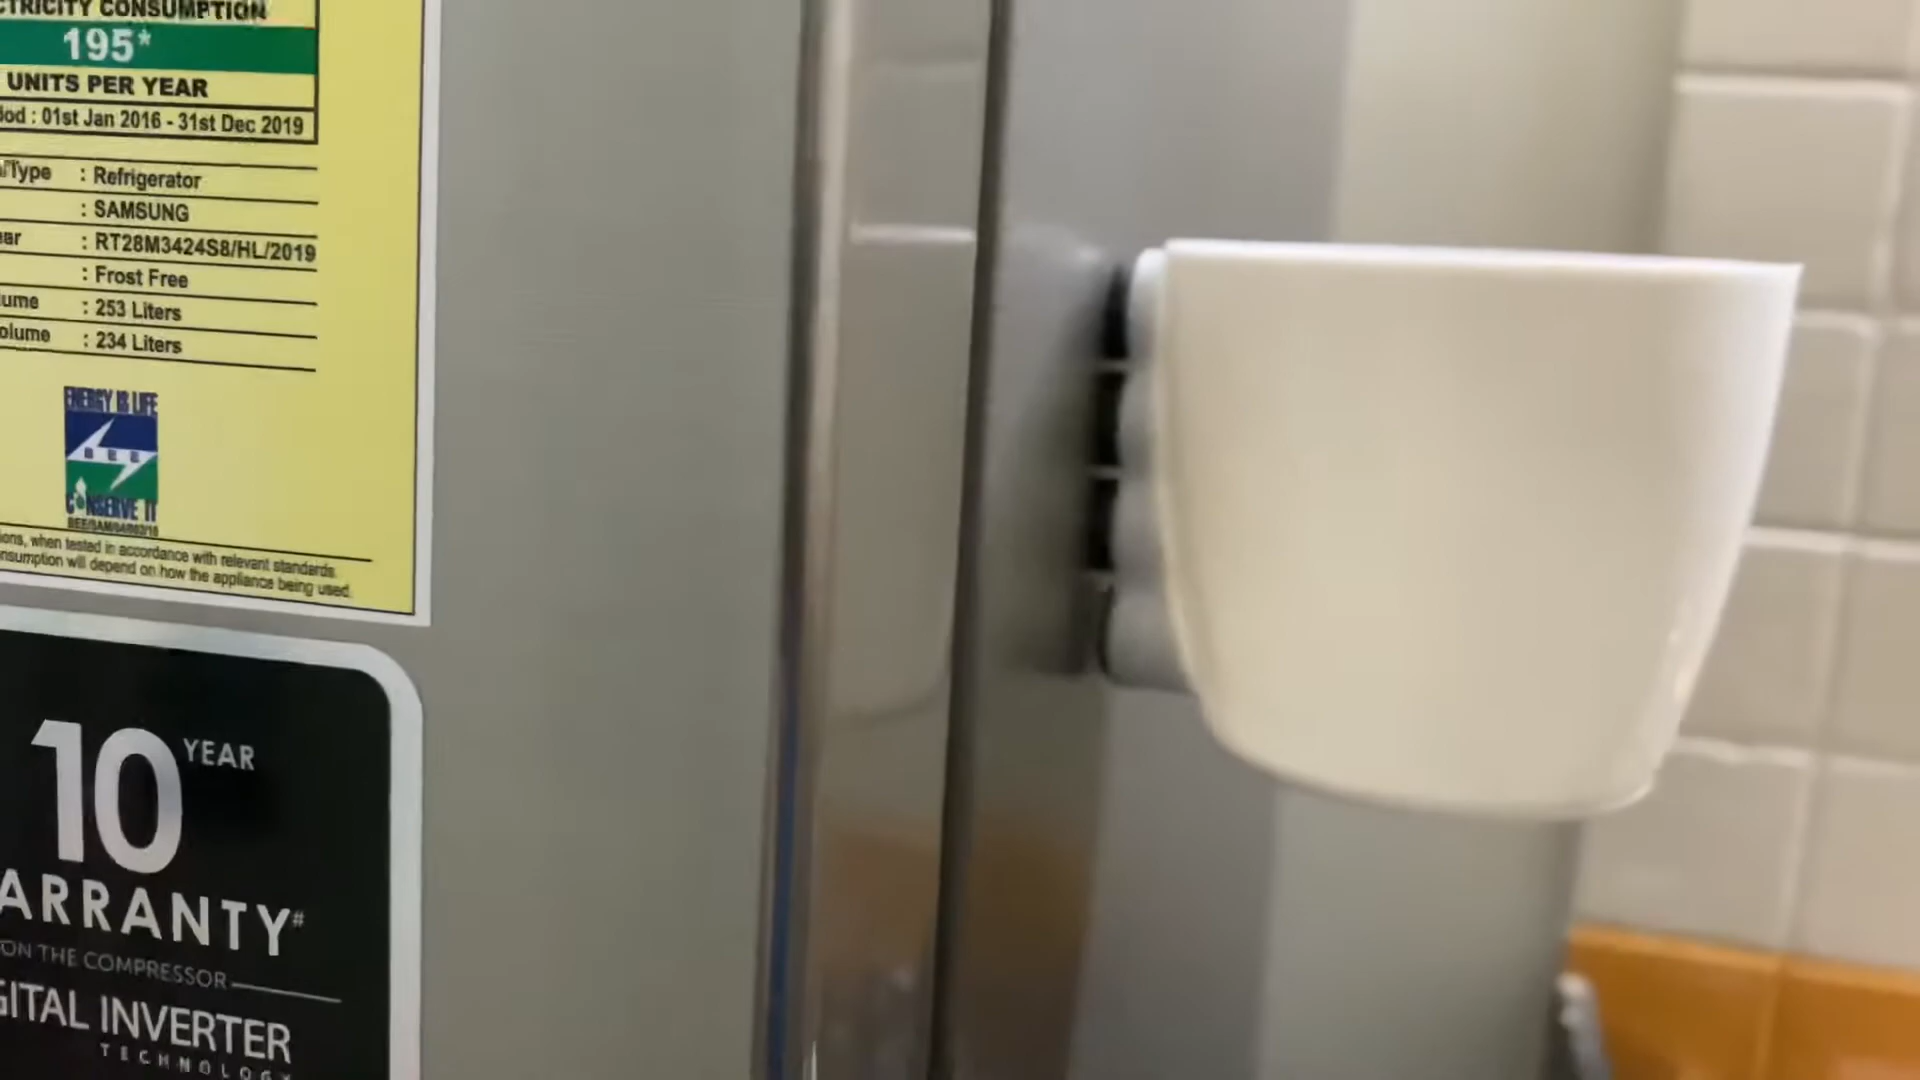 CTRICITY CONSUMPTION
195*
UNITS PER YEAR
iod : 01st Jan 2016 - 31st Dec 2019
/Type : Refrigerator
: SAMSUNG
ear : RT28M3424S8/HL/2019
: Frost Free
lume : 253 Liters
olume : 234 Liters
ENERGY IS LIFE
BEE
CONSERVE IT
ions, when tested in accordance with relevant standards.
nsumption will depend on how the appliance being used.
10 YEAR
ARRANTY#
ON THE COMPRESSOR
GITAL INVERTER
TECHNOLOGY